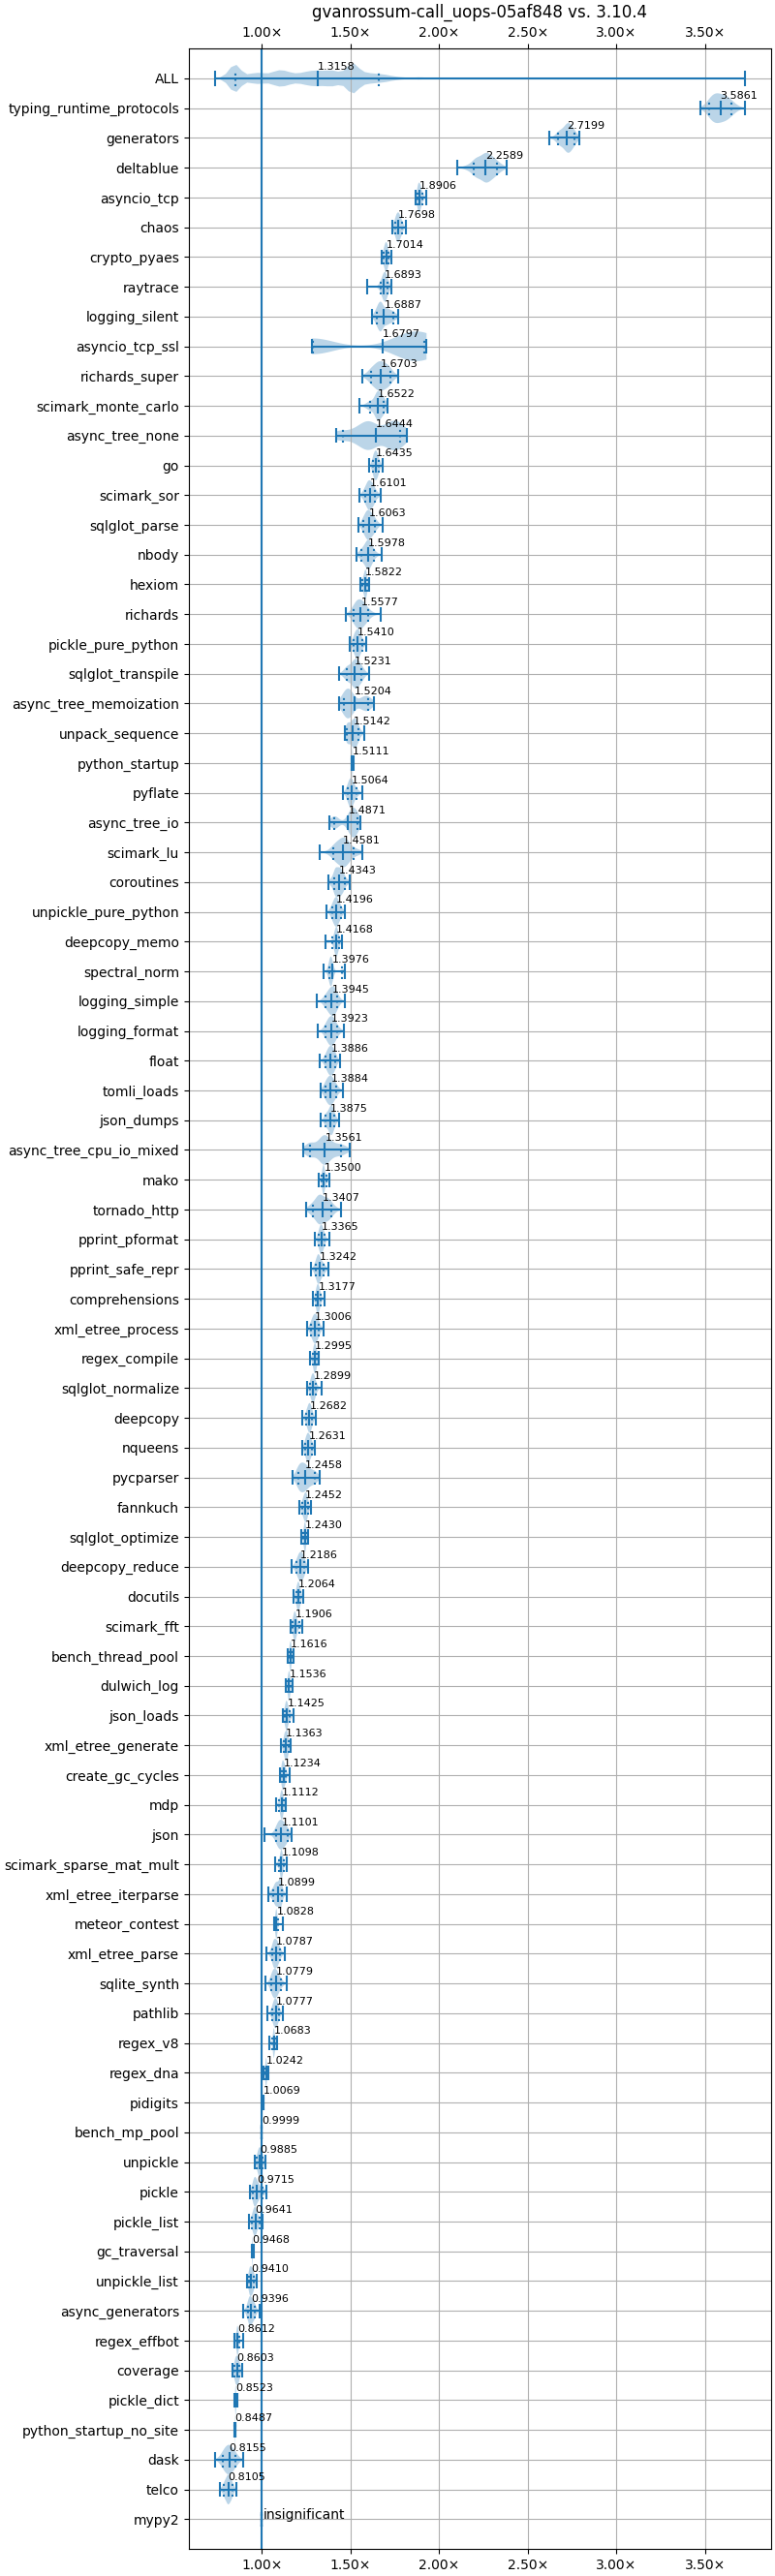 gvanrossum-call_uops-05af848 vs. 3.10.4
1.00× 1.50× 2.00× 2.50× 3.00× 3.50×
ALL 1.3158
typing_runtime_protocols 3.5861
generators 2.7199
deltablue 2.2589
asyncio_tcp 1.8906
chaos 1.7698
crypto_pyaes 1.7014
raytrace 1.6893
logging_silent 1.6887
asyncio_tcp_ssl 1.6797
richards_super 1.6703
scimark_monte_carlo 1.6522
async_tree_none 1.6444
go 1.6435
scimark_sor 1.6101
sqlglot_parse 1.6063
nbody 1.5978
hexiom 1.5822
richards 1.5577
pickle_pure_python 1.5410
sqlglot_transpile 1.5231
async_tree_memoization 1.5204
unpack_sequence 1.5142
python_startup 1.5111
pyflate 1.5064
async_tree_io 1.4871
scimark_lu 1.4581
coroutines 1.4343
unpickle_pure_python 1.4196
deepcopy_memo 1.4168
spectral_norm 1.3976
logging_simple 1.3945
logging_format 1.3923
float 1.3886
tomli_loads 1.3884
json_dumps 1.3875
async_tree_cpu_io_mixed 1.3561
mako 1.3500
tornado_http 1.3407
pprint_pformat 1.3365
pprint_safe_repr 1.3242
comprehensions 1.3177
xml_etree_process 1.3006
regex_compile 1.2995
sqlglot_normalize 1.2899
deepcopy 1.2682
nqueens 1.2631
pycparser 1.2458
fannkuch 1.2452
sqlglot_optimize 1.2430
deepcopy_reduce 1.2186
docutils 1.2064
scimark_fft 1.1906
bench_thread_pool 1.1616
dulwich_log 1.1536
json_loads 1.1425
xml_etree_generate 1.1363
create_gc_cycles 1.1234
mdp 1.1112
json 1.1101
scimark_sparse_mat_mult 1.1098
xml_etree_iterparse 1.0899
meteor_contest 1.0828
xml_etree_parse 1.0787
sqlite_synth 1.0779
pathlib 1.0777
regex_v8 1.0683
regex_dna 1.0242
pidigits 1.0069
bench_mp_pool 0.9999
unpickle 0.9885
pickle 0.9715
pickle_list 0.9641
gc_traversal 0.9468
unpickle_list 0.9410
async_generators 0.9396
regex_effbot 0.8612
coverage 0.8603
pickle_dict 0.8523
python_startup_no_site 0.8487
dask 0.8155
telco 0.8105
mypy2 insignificant
1.00× 1.50× 2.00× 2.50× 3.00× 3.50×